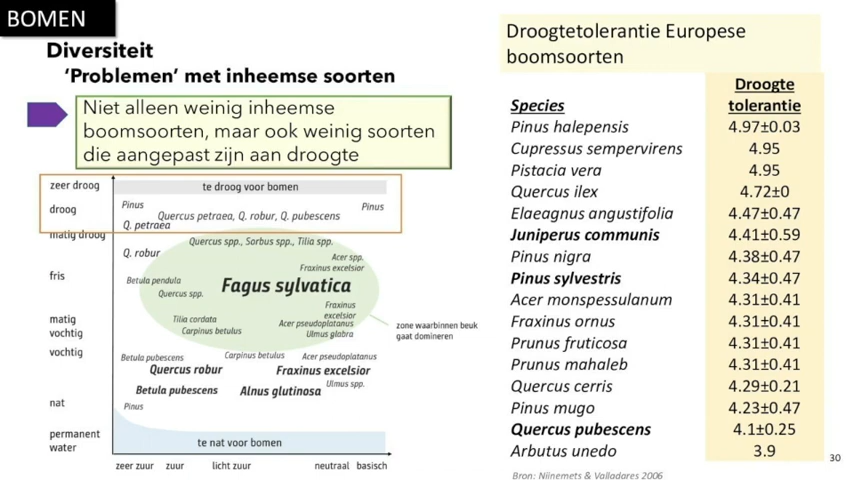 BOMEN
Diversiteit
‘Problemen’ met inheemse soorten
Niet alleen weinig inheemse
boomsoorten, maar ook weinig soorten
die aangepast zijn aan droogte
zeer droog
te droog voor bomen
droog
Pinus
Quercus petraea, Q. robur, Q. pubescens
Pinus
Q. petraea
matig droog
Quercus spp., Sorbus spp., Tilia spp.
Q. robur
Acer spp.
Fraxinus excelsior
fris
Betula pendula
Fagus sylvatica
Quercus spp.
Fraxinus
excelsior
matig
vochtig
Tilia cordata
Acer pseudoplatanus
Carpinus betulus
Ulmus glabra
zone waarbinnen beuk
gaat domineren
vochtig
Betula pubescens
Carpinus betulus
Acer pseudoplatanus
Quercus robur
Fraxinus excelsior
Ulmus spp.
Betula pubescens
Alnus glutinosa
nat
Pinus
permanent
water
te nat voor bomen
zeer zuur zuur licht zuur neutraal basisch
Droogtetolerantie Europese
boomsoorten
Droogte
Species tolerantie
Pinus halepensis 4.97±0.03
Cupressus sempervirens 4.95
Pistacia vera 4.95
Quercus ilex 4.72±0
Elaeagnus angustifolia 4.47±0.47
Juniperus communis 4.41±0.59
Pinus nigra 4.38±0.47
Pinus sylvestris 4.34±0.47
Acer monspessulanum 4.31±0.41
Fraxinus ornus 4.31±0.41
Prunus fruticosa 4.31±0.41
Prunus mahaleb 4.31±0.41
Quercus cerris 4.29±0.21
Pinus mugo 4.23±0.47
Quercus pubescens 4.1±0.25
Arbutus unedo 3.9
30
Bron: Niinemets & Valladares 2006